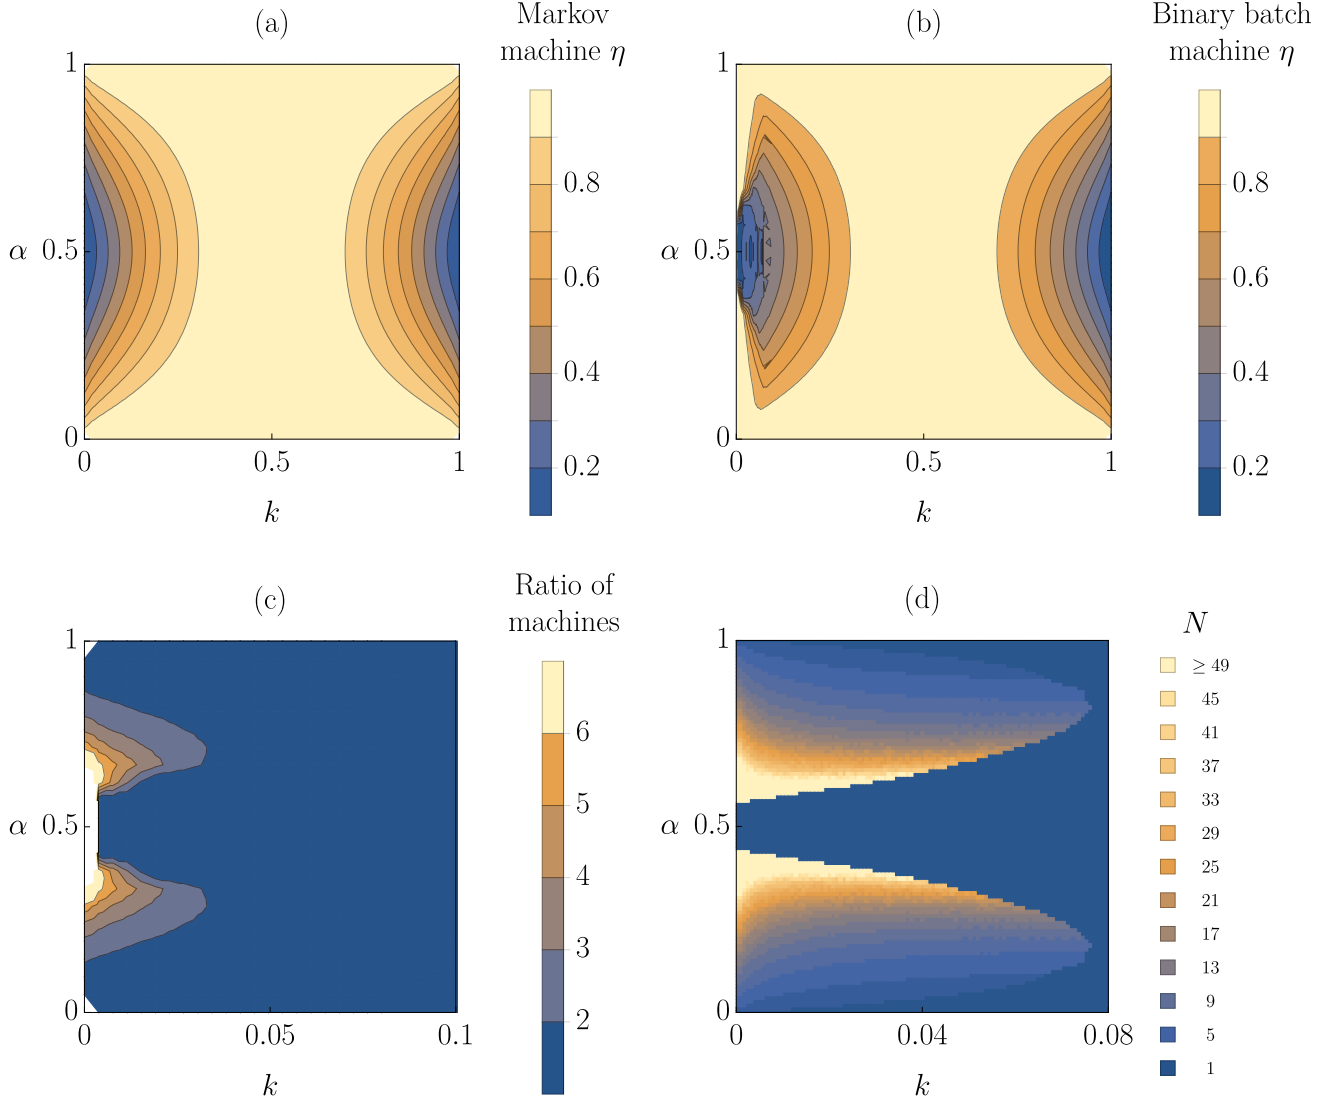 (a)
Markov
machine η
1
α 0.5
0
0 0.5 1
k
0.8
0.6
0.4
0.2
(b)
Binary batch
machine η
1
α 0.5
0
0 0.5 1
k
0.8
0.6
0.4
0.2
(c)
Ratio of
machines
1
α 0.5
0
0 0.05 0.1
k
6
5
4
3
2
(d)
N
1
α 0.5
0
0 0.04 0.08
k
≥ 49
45
41
37
33
29
25
21
17
13
9
5
1